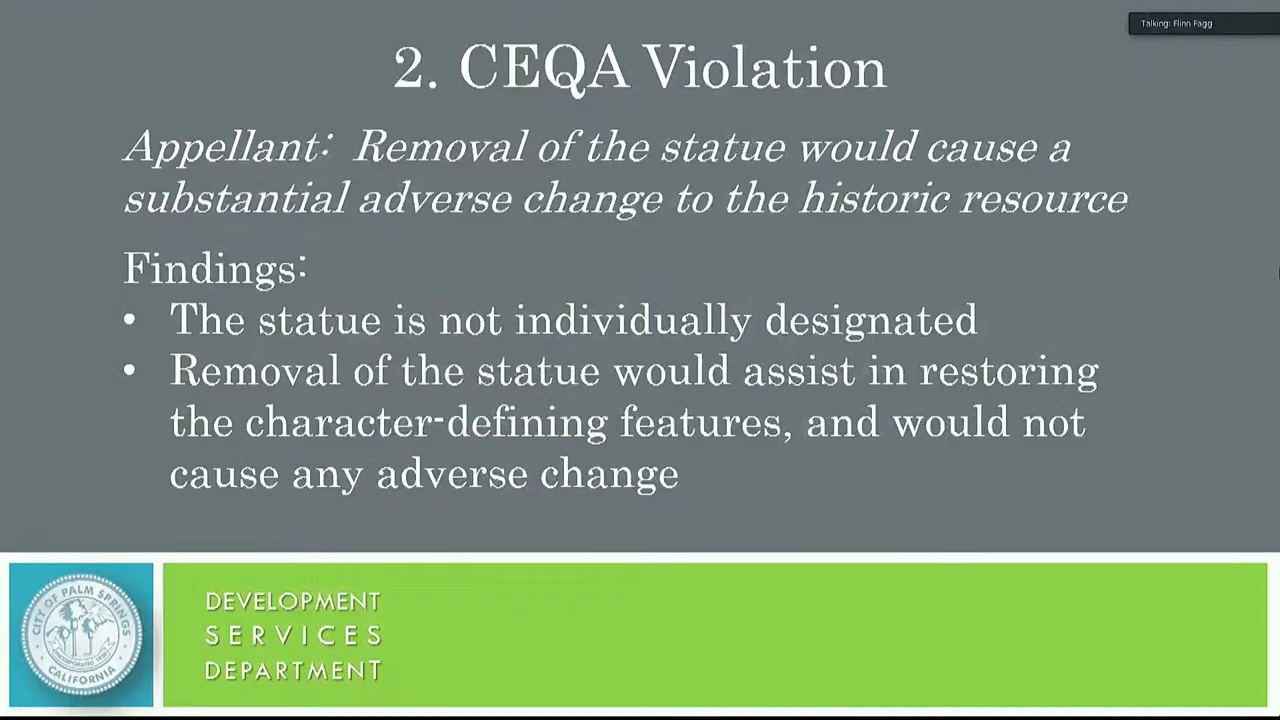 Talking: Flinn Fagg
2. CEQA Violation
Appellant: Removal of the statue would cause a
substantial adverse change to the historic resource
Findings:
• The statue is not individually designated
• Removal of the statue would assist in restoring
the character-defining features, and would not
cause any adverse change
CITY OF PALM SPRINGS
CALIFORNIA
DEVELOPMENT
SERVICES
DEPARTMENT